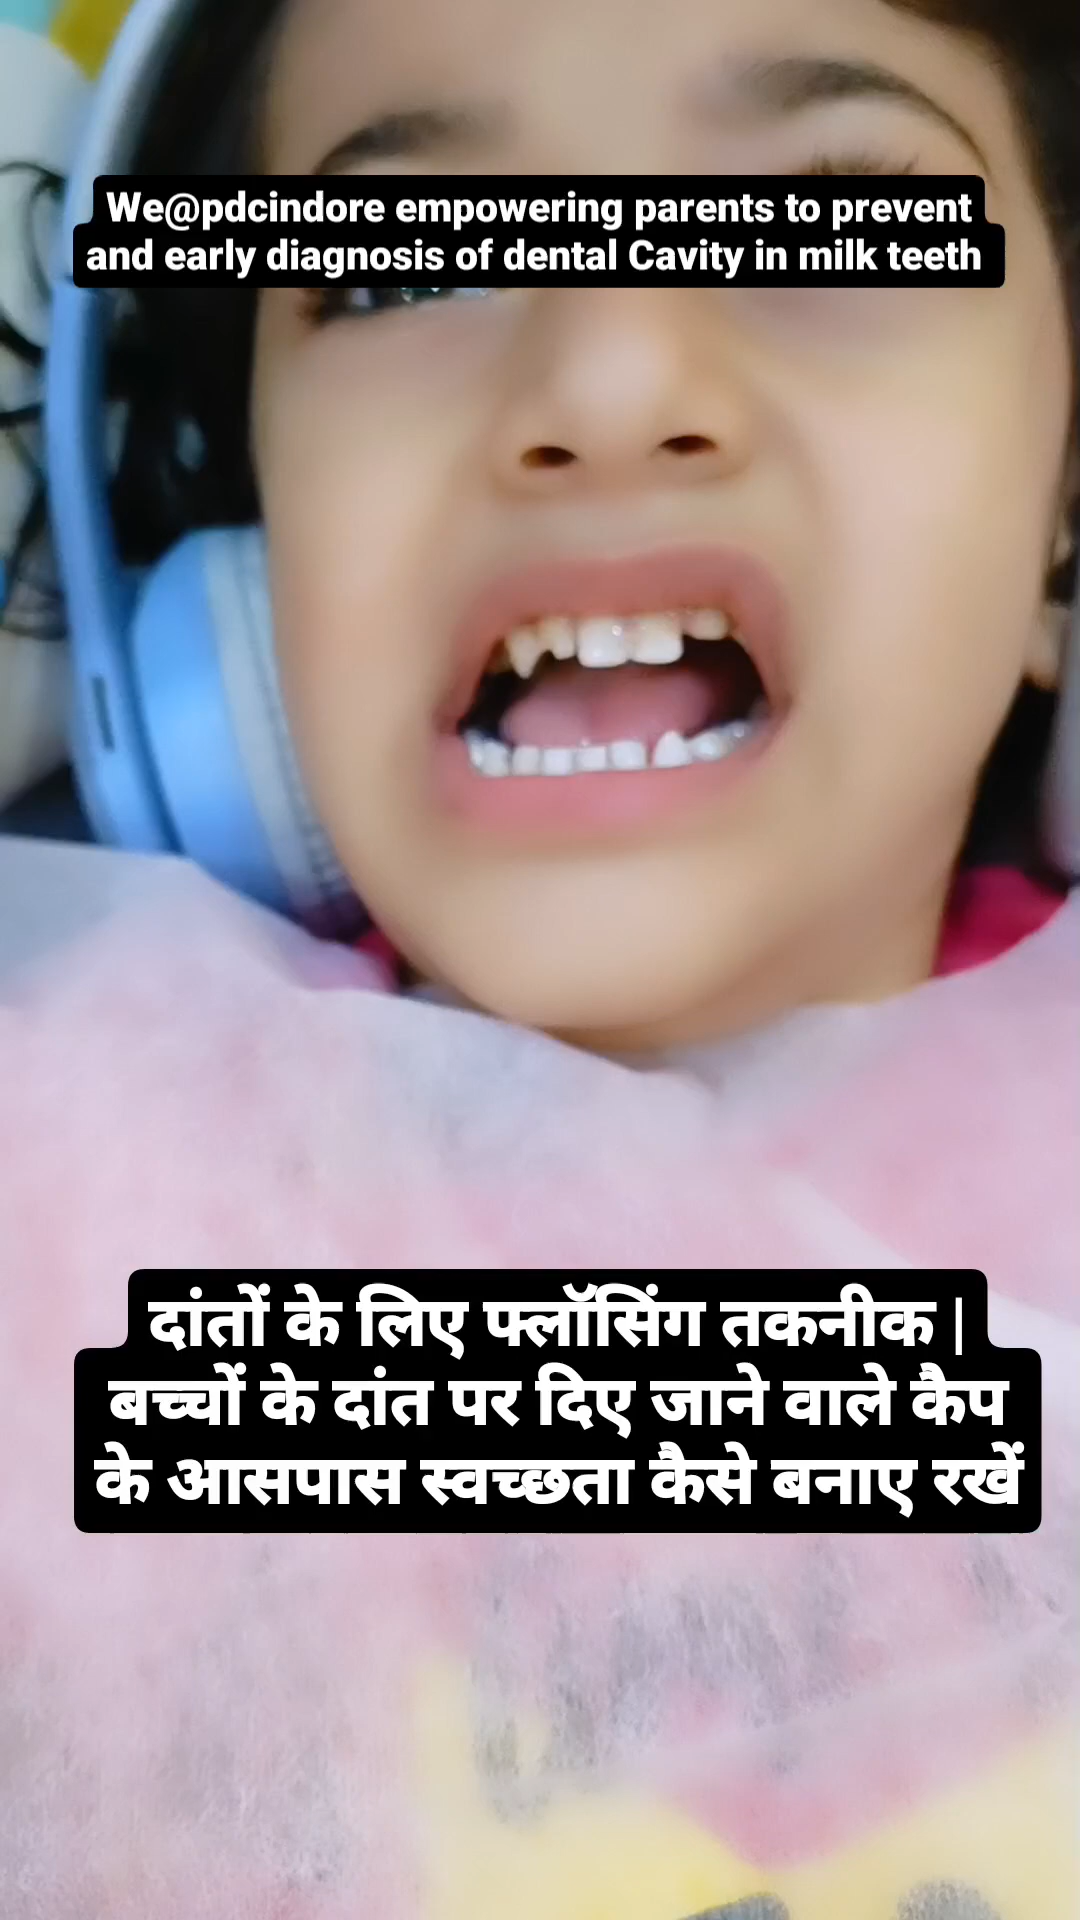 We@pdcindore empowering parents to prevent
and early diagnosis of dental Cavity in milk teeth
दांतों के लिए फ्लॉसिंग तकनीक |
बच्चों के दांत पर दिए जाने वाले कैप
के आसपास स्वच्छता कैसे बनाए रखें